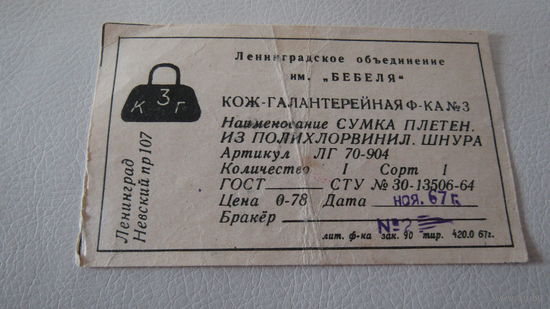 Ленинградское объединение
им. „БЕБЕЛЯ"
К З Г
КОЖ-ГАЛАНТЕРЕЙНАЯ Ф-КА №3
Наименование СУМКА ПЛЕТЕН.
ИЗ ПОЛИХЛОРВИНИЛ. ШНУРА
Артикул ЛГ 70-904
Количество 1 Сорт 1
ГОСТ СТУ № 30-13506-64
Цена 0-78 Дата НОЯ. 67 Г.
Бракёр №2
лит. ф-ка зак. 90 тир. 420.0 67г.
Ленинград
Невский пр 107